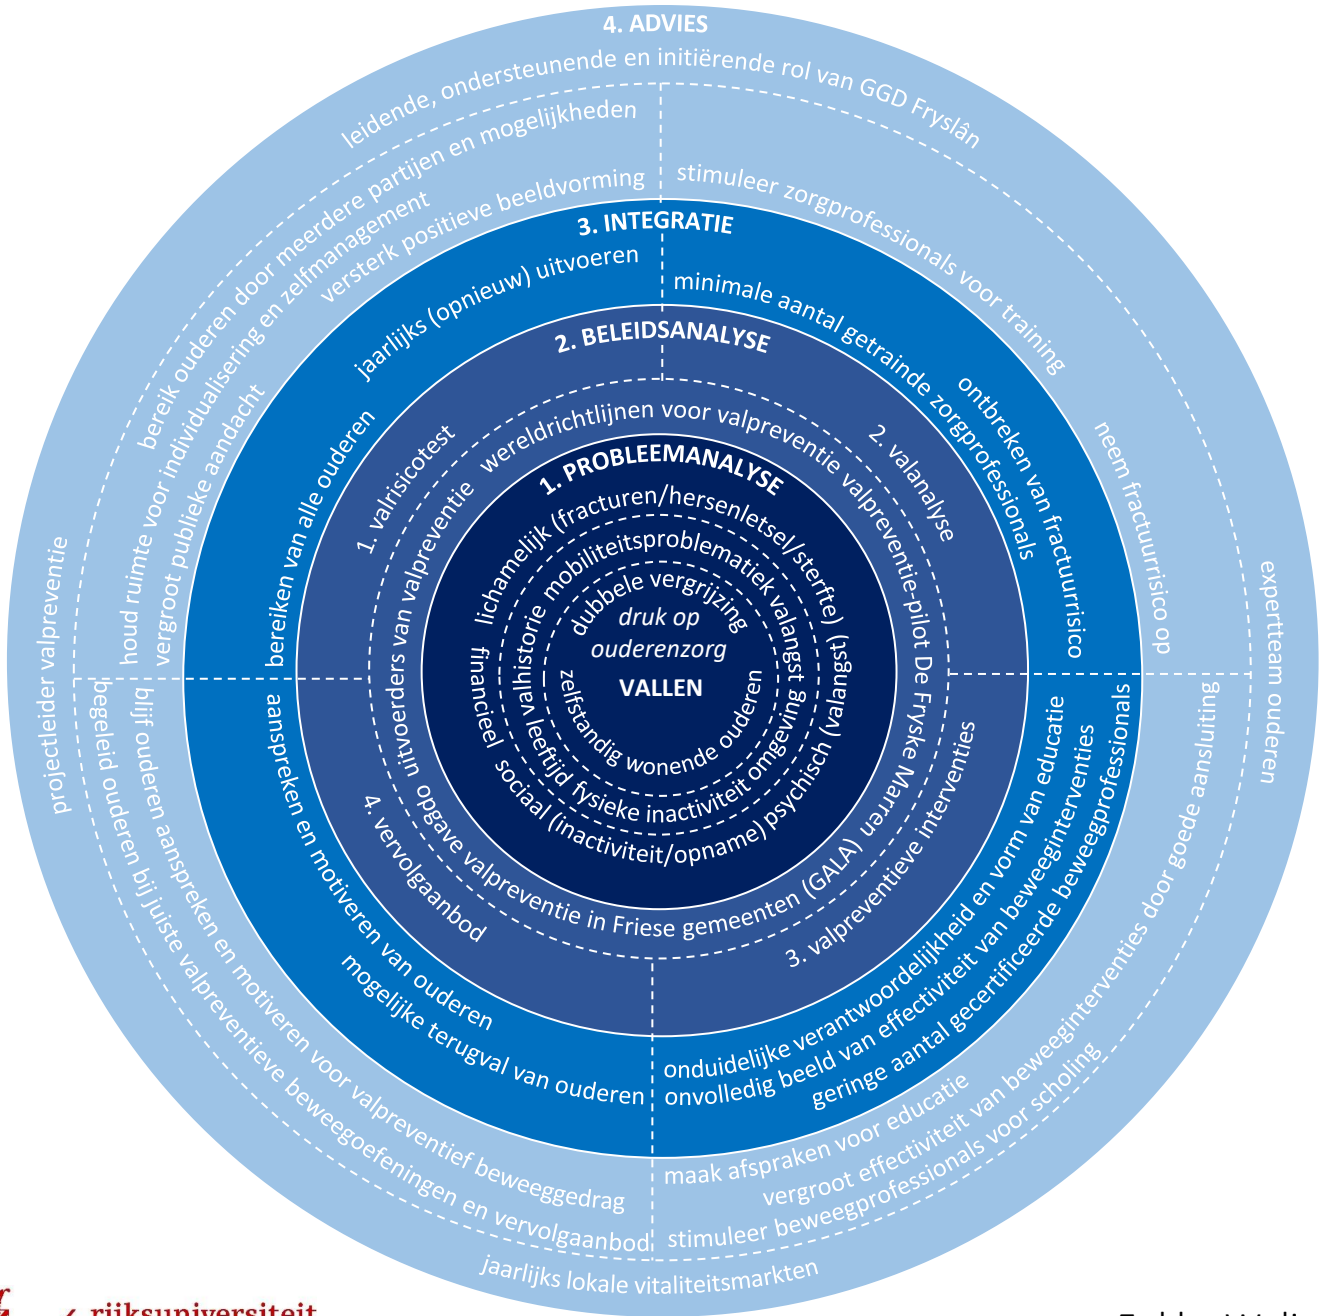 4. ADVIES
leidende, ondersteunende en initiërende rol van GGD Fryslân
bereik ouderen door meerdere partijen en mogelijkheden
houd ruimte voor individualisering en zelfmanagement
versterk positieve beeldvorming
vergroot publieke aandacht
stimuleer zorgprofessionals voor training
neem fractuurrisico op
expertteam ouderen
projectleider valpreventie
3. INTEGRATIE
jaarlijks (opnieuw) uitvoeren
bereiken van alle ouderen
minimale aantal getrainde zorgprofessionals
ontbreken van fractuurrisico
2. BELEIDSANALYSE
1. valrisicotest
2. valanalyse
wereldrichtlijnen voor valpreventie
valpreventie-pilot De Fryske Marren
uitvoerders van valpreventie
opgave valpreventie in Friese gemeenten (GALA)
3. valpreventieve interventies
4. vervolgaanbod
1. PROBLEEMANALYSE
lichamelijk (fracturen/hersenletsel/sterfte)
psychisch (valangst)
sociaal (inactiviteit/opname)
financieel
mobiliteitsproblematiek
valangst
omgeving
fysieke inactiviteit
leeftijd
valhistorie
dubbele vergrijzing
zelfstandig wonende ouderen
druk op
ouderenzorg
VALLEN
aanspreken en motiveren van ouderen
mogelijke terugval van ouderen
onduidelijke verantwoordelijkheid en vorm van educatie
onvolledig beeld van effectiviteit van beweeginterventies
geringe aantal gecertificeerde beweegprofessionals
blijf ouderen aanspreken en motiveren voor valpreventief beweeggedrag
begeleid ouderen bij juiste valpreventieve beweegoefeningen en vervolgaanbod
maak afspraken voor educatie
vergroot effectiviteit van beweeginterventies door goede aansluiting
stimuleer beweegprofessionals voor scholing
jaarlijks lokale vitaliteitsmarkten
rijksuniversiteit